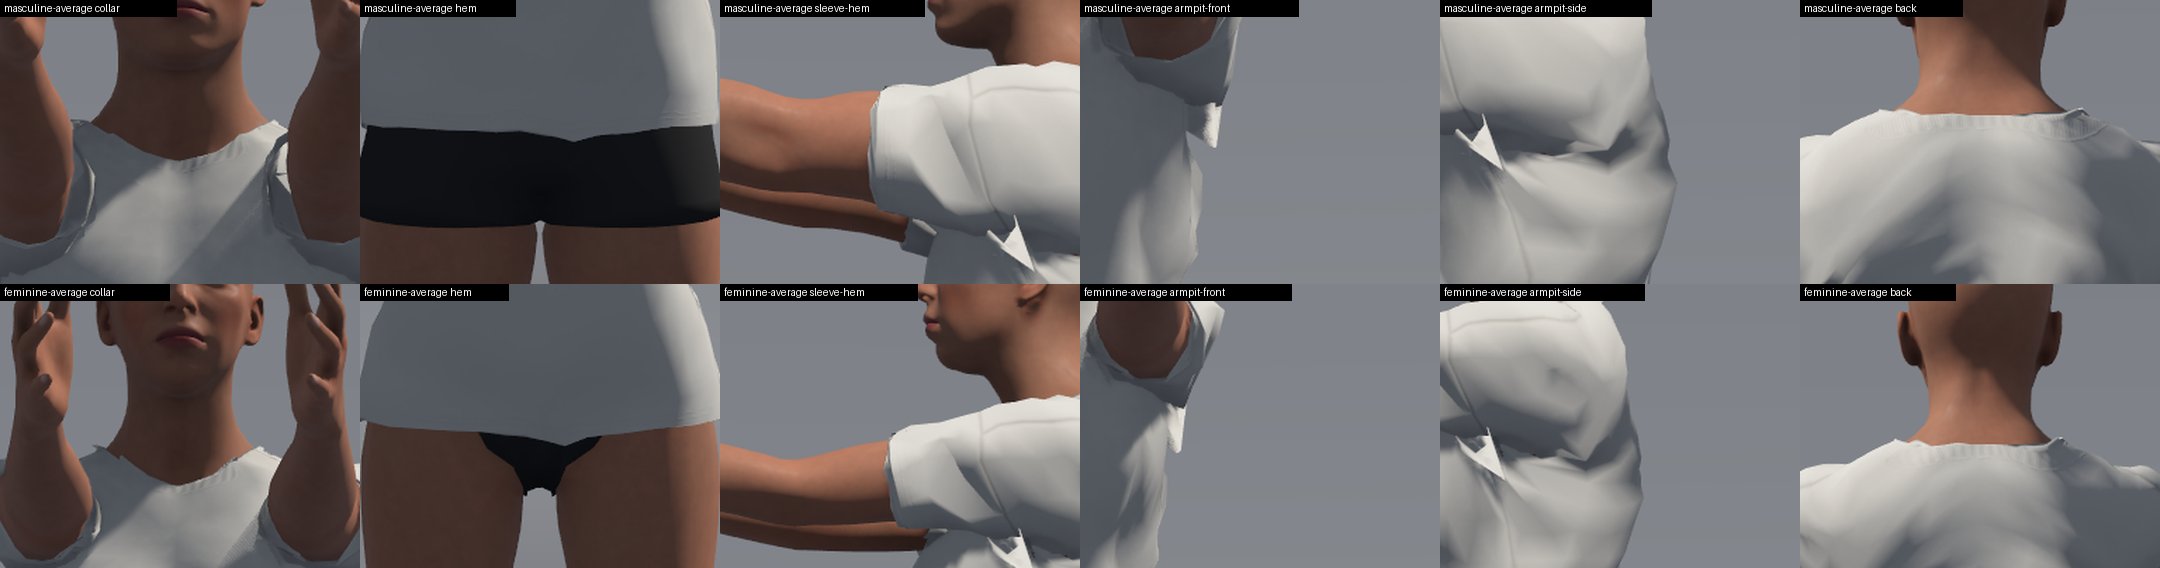 masculine-average collar
masculine-average hem
masculine-average sleeve-hem
masculine-average armpit-front
masculine-average armpit-side
masculine-average back
feminine-average collar
feminine-average hem
feminine-average sleeve-hem
feminine-average armpit-front
feminine-average armpit-side
feminine-average back